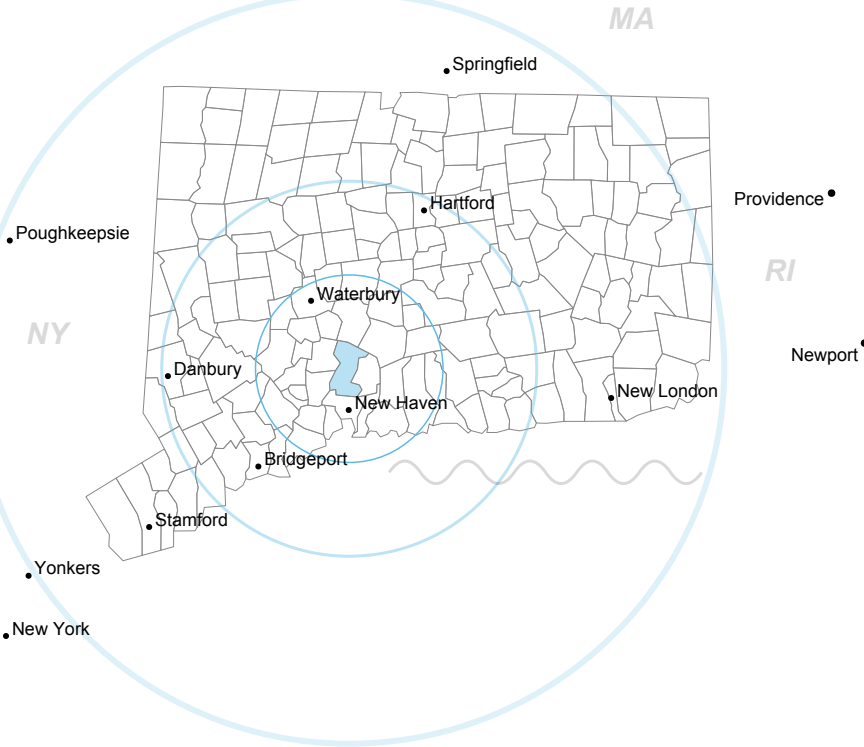 MA
Springfield
Hartford
Providence
Poughkeepsie
RI
Waterbury
NY
Newport
Danbury
New London
New Haven
Bridgeport
Stamford
Yonkers
New York